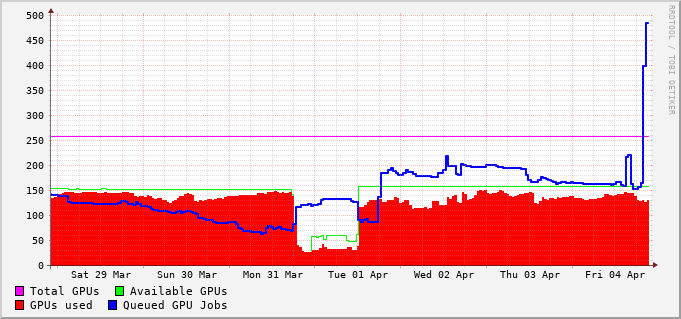 500
450
400
350
300
250
200
150
100
50
0
Sat 29 Mar Sun 30 Mar Mon 31 Mar Tue 01 Apr Wed 02 Apr Thu 03 Apr Fri 04 Apr
Total GPUs Available GPUs
GPUs used Queued GPU Jobs
RRDTOOL / TOBI OETIKER